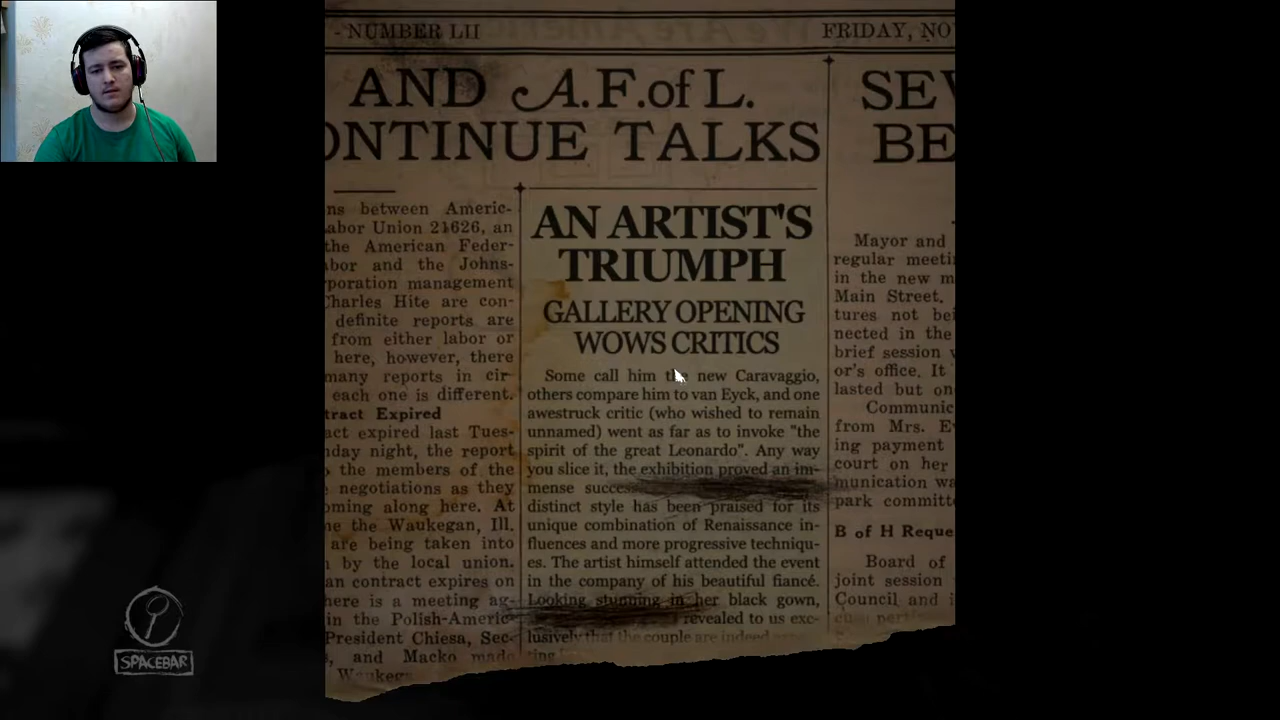 - NUMBER LII
FRIDAY, NO
AND A.F.of L.
ONTINUE TALKS
SE
BE
ns between Americ-
abor Union 21626, an
the American Feder-
bor and the Johns-
poration management
Charles Hite are con-
definite reports are
from either labor or
here, however, there
many reports in cir-
each one is different.
tract Expired
act expired last Tues-
day night, the report
the members of the
negotiations as they
oming along here. At
e the Waukegan, Ill.
are being taken into
by the local union.
an contract expires on
here is a meeting ag-
in the Polish-Americ-
President Chiesa, Sec-
, and Macko made
Waukega
AN ARTIST'S
TRIUMPH
GALLERY OPENING
WOWS CRITICS
Some call him the new Caravaggio,
others compare him to van Eyck, and one
awestruck critic (who wished to remain
unnamed) went as far as to invoke "the
spirit of the great Leonardo". Any way
you slice it, the exhibition proved an im-
mense success
distinct style has been praised for its
unique combination of Renaissance in-
fluences and more progressive techniqu-
es. The artist himself attended the event
in the company of his beautiful fiancé.
Looking stunning in her black gown,
revealed to us exc-
lusively that the couple are indeed
Mayor and
regular meeti
in the new m
Main Street.
tures not bei
nected in the
brief session
or's office. It
lasted but on
Communic
from Mrs. E
ing payment
court on her
munication wa
park committe
B of H Reque
Board of
joint session
Council and i
SPACEBAR